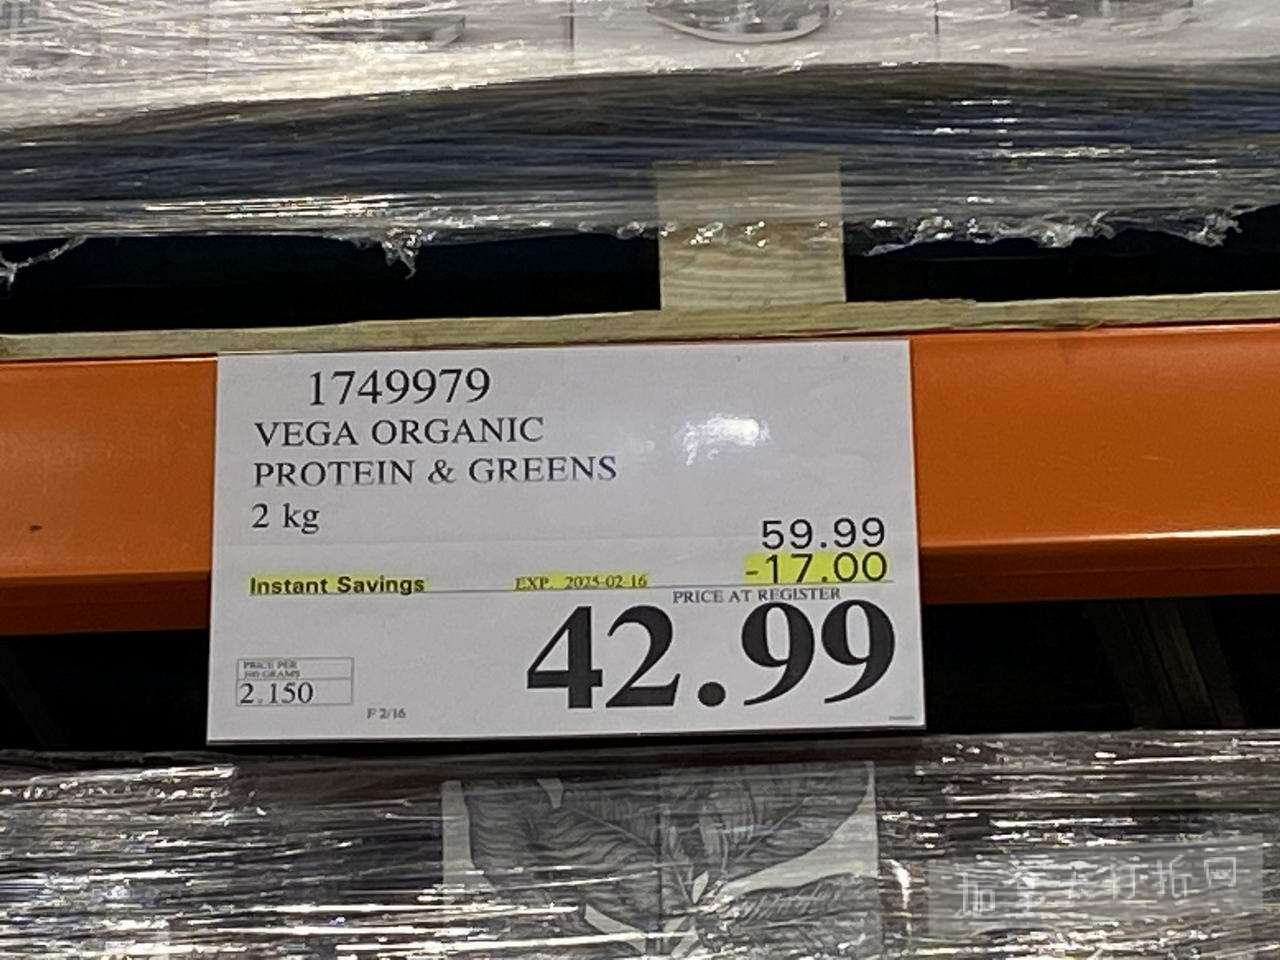 1749979
VEGA ORGANIC
PROTEIN & GREENS
2 kg
59.99
Instant Savings EXP. 2025-02-16 -17.00
PRICE AT REGISTER
42.99
PRICE PER
100 GRAMS
2.150
F 2/16
加拿大打折网